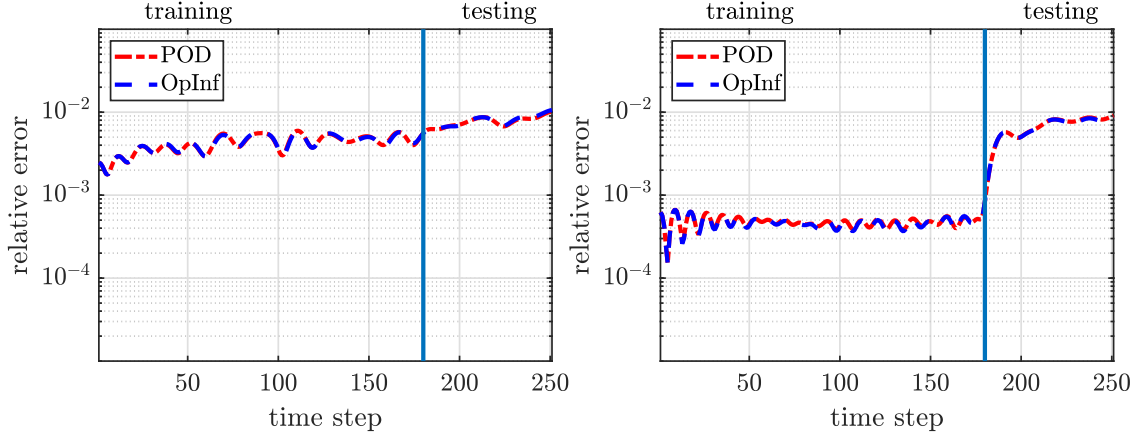 training testing
POD
OpInf
10^{-2}
10^{-3}
10^{-4}
relative error
50 100 150 200 250
time step
training testing
POD
OpInf
10^{-2}
10^{-3}
10^{-4}
relative error
50 100 150 200 250
time step